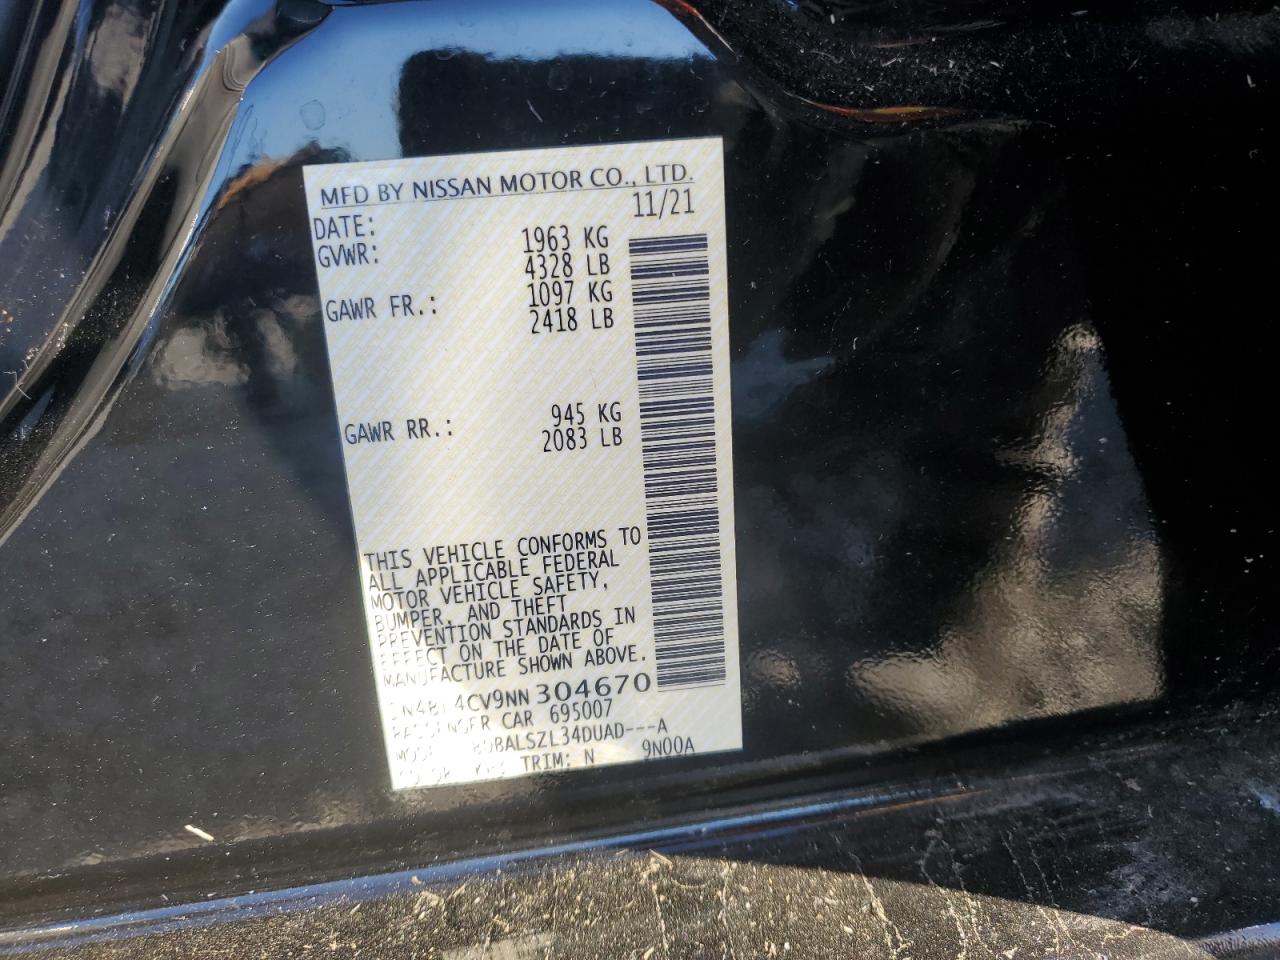 MFD BY NISSAN MOTOR CO., LTD.
DATE: 11/21
GVWR: 1963 KG
4328 LB
GAWR FR.: 1097 KG
2418 LB
GAWR RR.: 945 KG
2083 LB
THIS VEHICLE CONFORMS TO
ALL APPLICABLE FEDERAL
MOTOR VEHICLE SAFETY,
BUMPER, AND THEFT
PREVENTION STANDARDS IN
EFFECT ON THE DATE OF
MANUFACTURE SHOWN ABOVE.
304670
PASSENGER CAR 695007
TRIM: N 9N00A